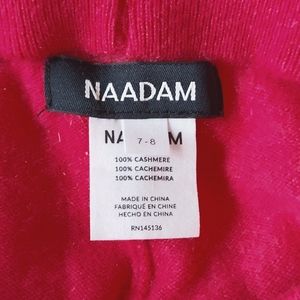 NAADAM
NA M
7 - 8
100% CASHMERE
100% CACHEMIRE
100% CACHEMIRA
MADE IN CHINA
FABRIQUÉ EN CHINE
HECHO EN CHINA
RN145136